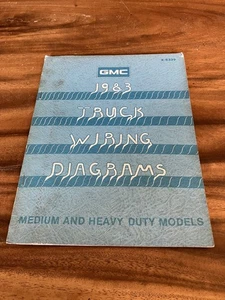 GMC
1983
TRUCK
WIRING
DIAGRAMS
MEDIUM AND HEAVY DUTY MODELS